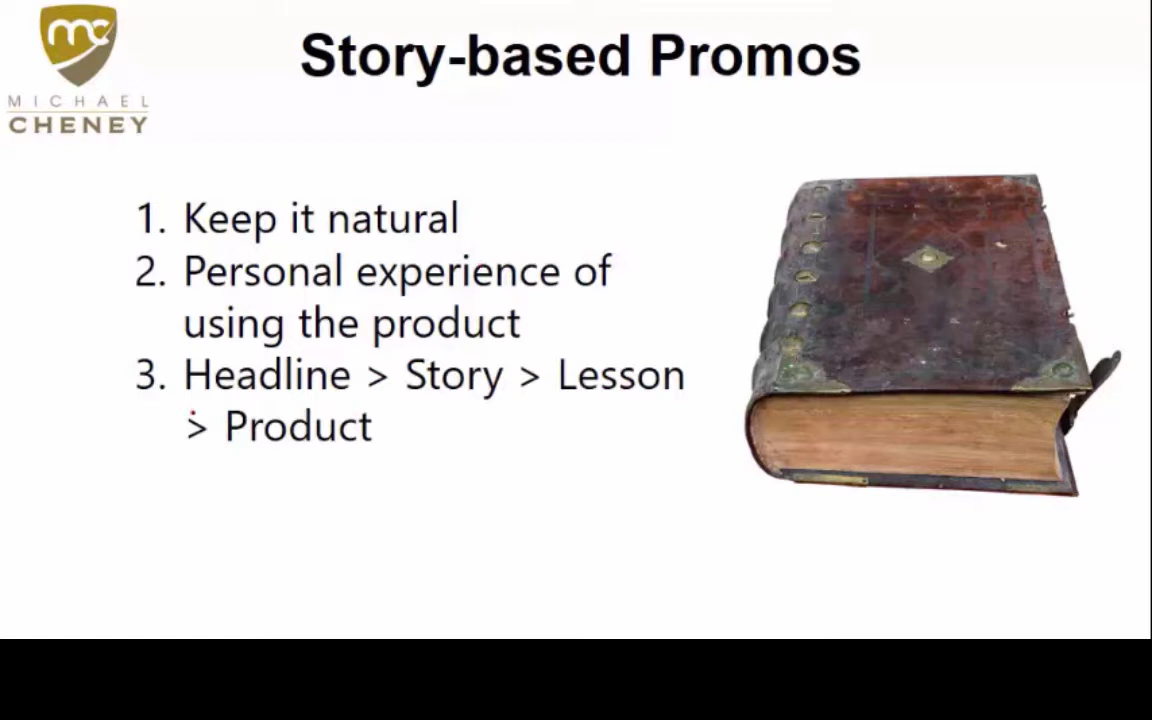 mc
MICHAEL
CHENEY
Story-based Promos
1. Keep it natural
2. Personal experience of
using the product
3. Headline > Story > Lesson
> Product